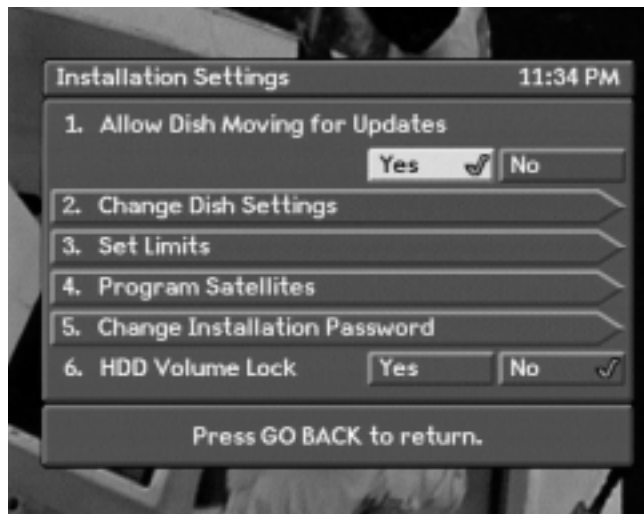 Installation Settings 11:34 PM
1. Allow Dish Moving for Updates
Yes No
2. Change Dish Settings
3. Set Limits
4. Program Satellites
5. Change Installation Password
6. HDD Volume Lock Yes No
Press GO BACK to return.